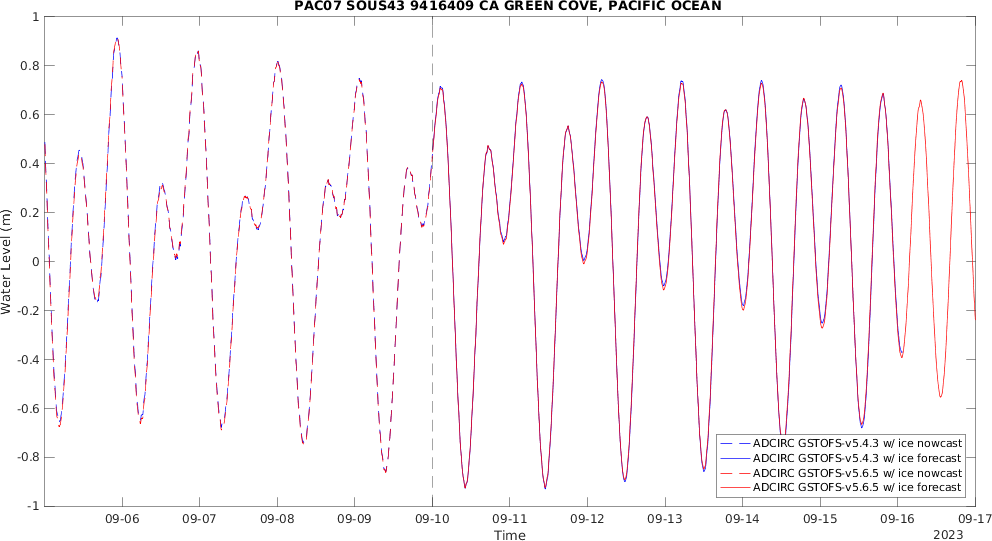 PAC07 SOUS43 9416409 CA GREEN COVE, PACIFIC OCEAN
Water Level (m)
1
0.8
0.6
0.4
0.2
0
-0.2
-0.4
-0.6
-0.8
-1
ADCIRC GSTOFS-v5.4.3 w/ ice nowcast
ADCIRC GSTOFS-v5.4.3 w/ ice forecast
ADCIRC GSTOFS-v5.6.5 w/ ice nowcast
ADCIRC GSTOFS-v5.6.5 w/ ice forecast
09-06 09-07 09-08 09-09 09-10 09-11 09-12 09-13 09-14 09-15 09-16 09-17
Time
2023